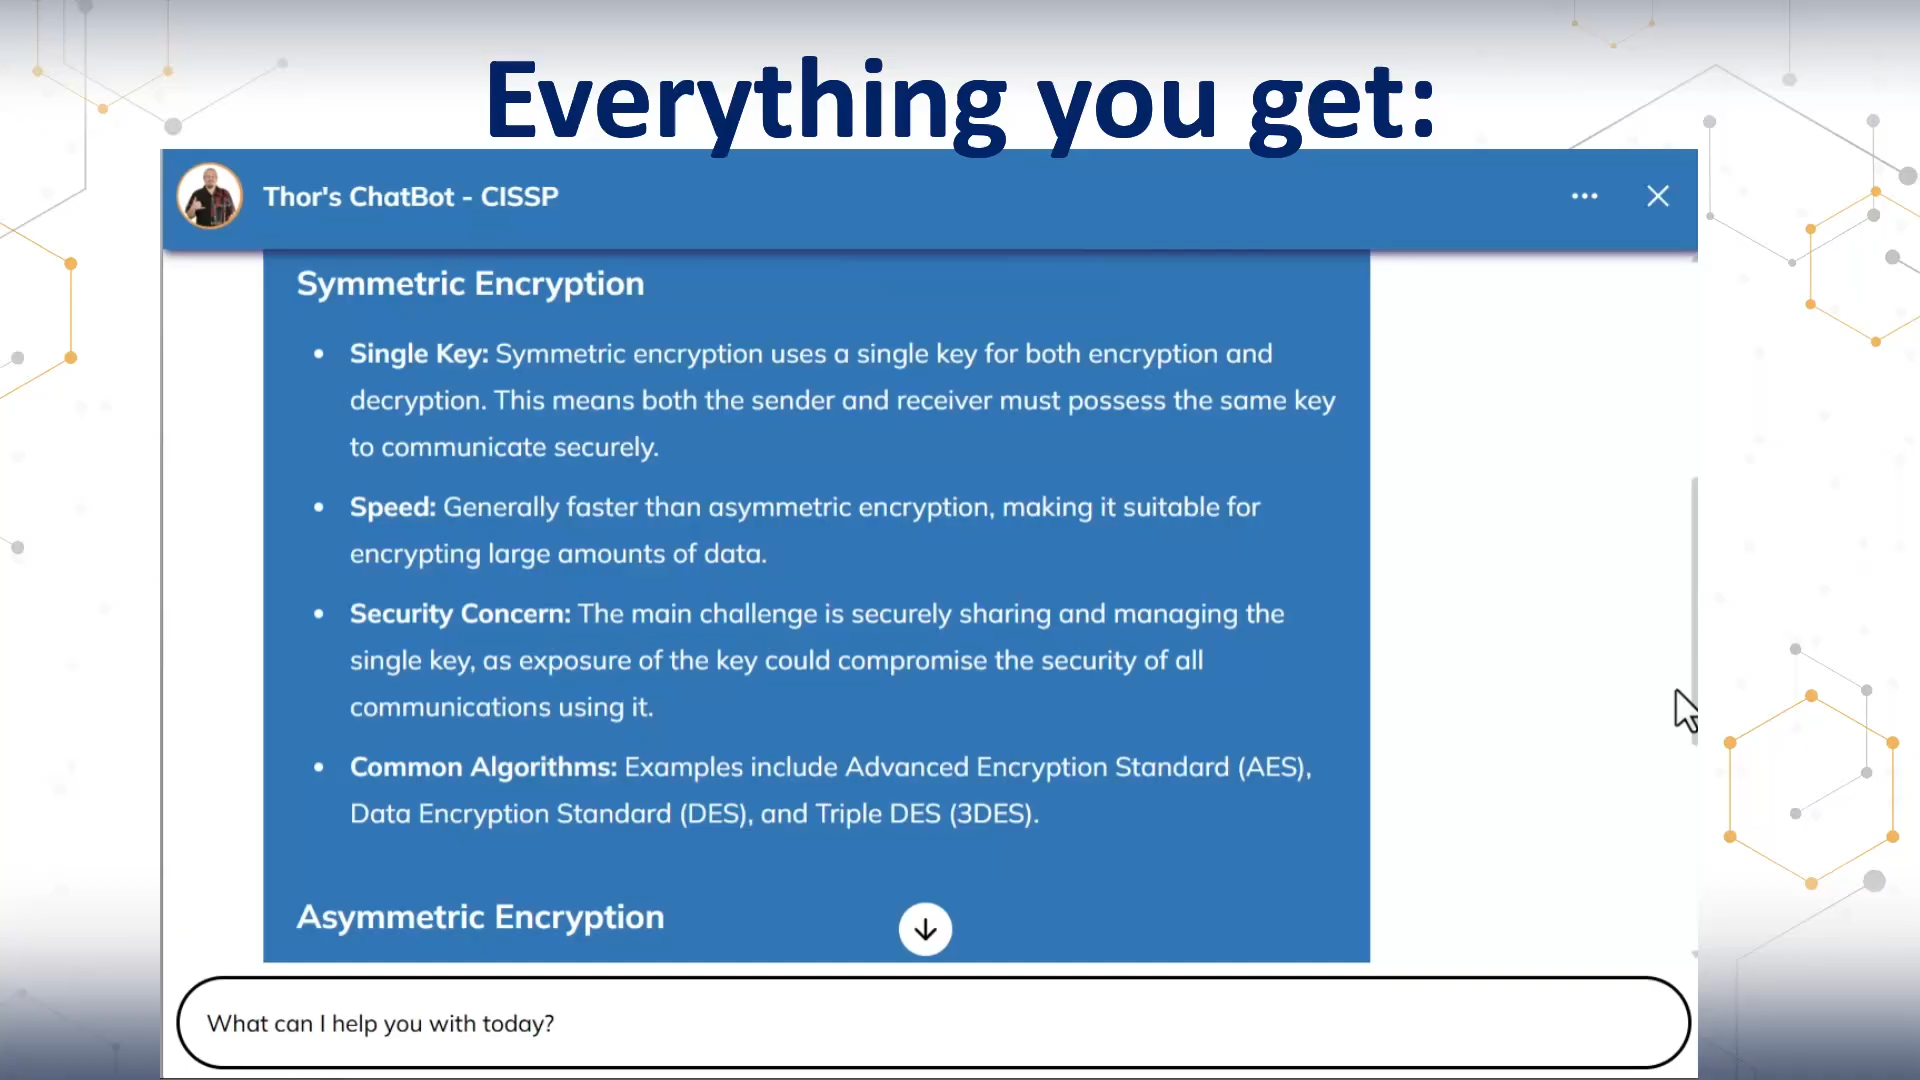 Everything you get:
Thor's ChatBot - CISSP
Symmetric Encryption
• Single Key: Symmetric encryption uses a single key for both encryption and
decryption. This means both the sender and receiver must possess the same key
to communicate securely.
• Speed: Generally faster than asymmetric encryption, making it suitable for
encrypting large amounts of data.
• Security Concern: The main challenge is securely sharing and managing the
single key, as exposure of the key could compromise the security of all
communications using it.
• Common Algorithms: Examples include Advanced Encryption Standard (AES),
Data Encryption Standard (DES), and Triple DES (3DES).
Asymmetric Encryption
What can I help you with today?